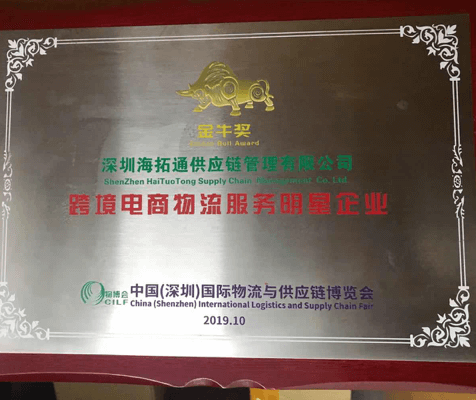 金牛奖
Golden Bull Award
深圳海拓通供应链管理有限公司
ShenZhen HaiTuoTong Supply Chain Management Co.,Ltd.
跨境电商物流服务明星企业
物博会
CILF
中国(深圳)国际物流与供应链博览会
China (Shenzhen) International Logistics and Supply Chain Fair
2019.10